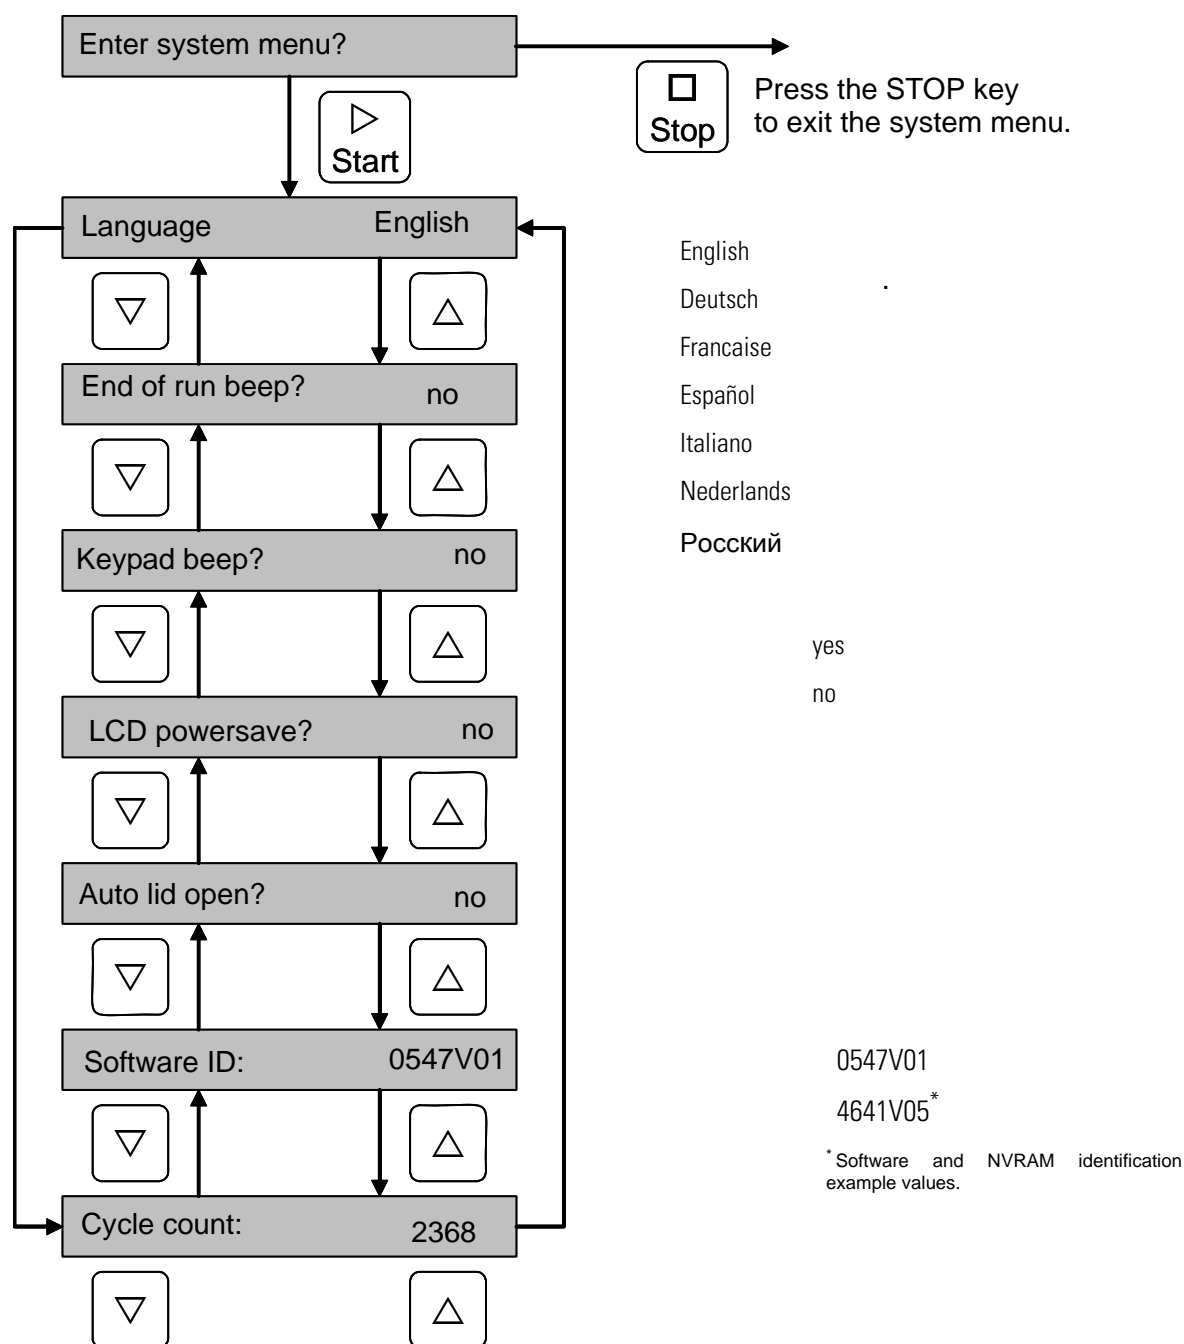 Enter system menu?
Start
Stop
Press the STOP key
to exit the system menu.
Language English
English
Deutsch
Francaise
Español
Italiano
Nederlands
Росский
End of run beep? no
Keypad beep? no
yes
no
LCD powersave? no
Auto lid open? no
Software ID: 0547V01
0547V01
4641V05*
* Software and NVRAM identification
example values.
Cycle count: 2368